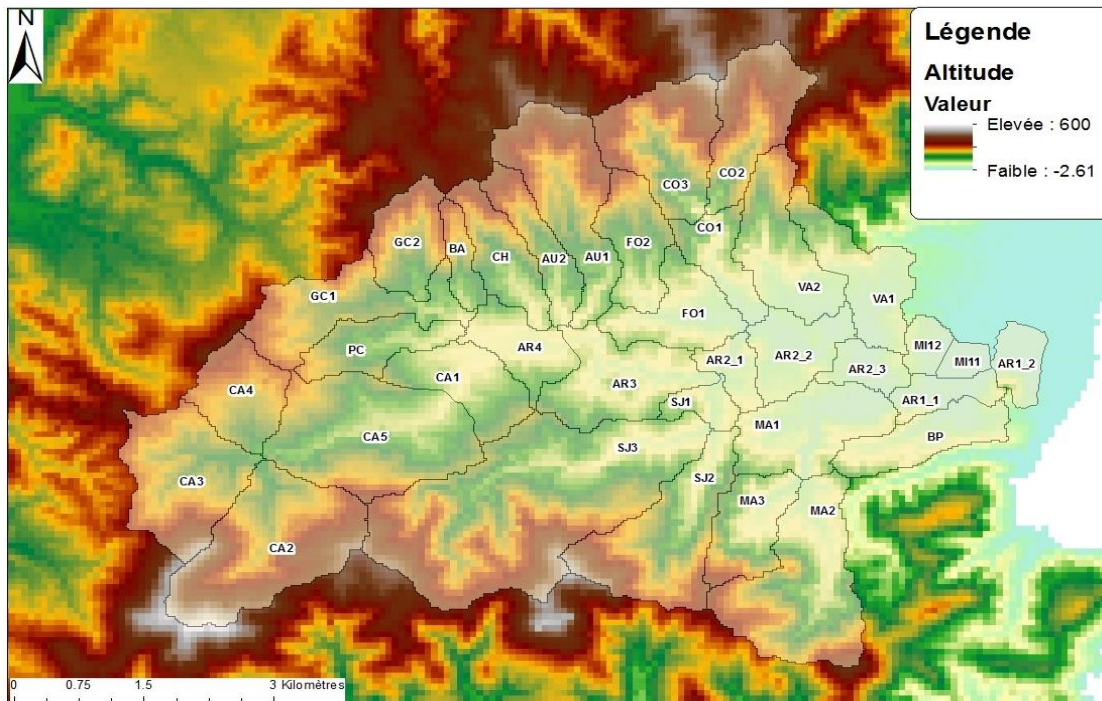 N
Légende
Altitude
Valeur
Elevée : 600
Faible : -2.61
CO2
CO3
GC2
BA
CH
AU2
AU1
FO2
CO1
GC1
VA2
VA1
FO1
PC
AR4
MI12
AR2_1
AR2_2
AR2_3
MI11
AR1_2
CA1
AR3
CA4
SJ1
AR1_1
MA1
CA5
SJ3
BP
CA3
SJ2
MA3
MA2
CA2
0 0.75 1.5 3 Kilomètres